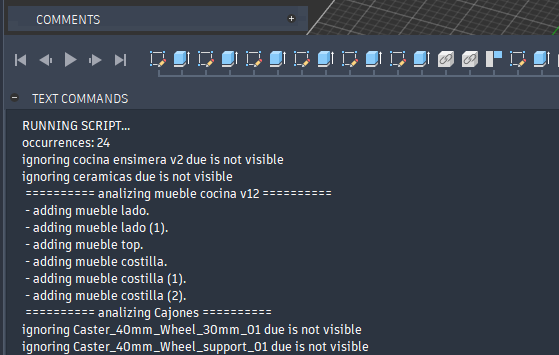 COMMENTS
TEXT COMMANDS
RUNNING SCRIPT...
occurrences: 24
ignoring cocina ensimera v2 due is not visible
ignoring ceramicas due is not visible
========== analizing mueble cocina v12 ==========
- adding mueble lado.
- adding mueble lado (1).
- adding mueble top.
- adding mueble costilla.
- adding mueble costilla (1).
- adding mueble costilla (2).
========== analizing Cajones ==========
ignoring Caster_40mm_Wheel_30mm_01 due is not visible
ignoring Caster_40mm_Wheel_support_01 due is not visible